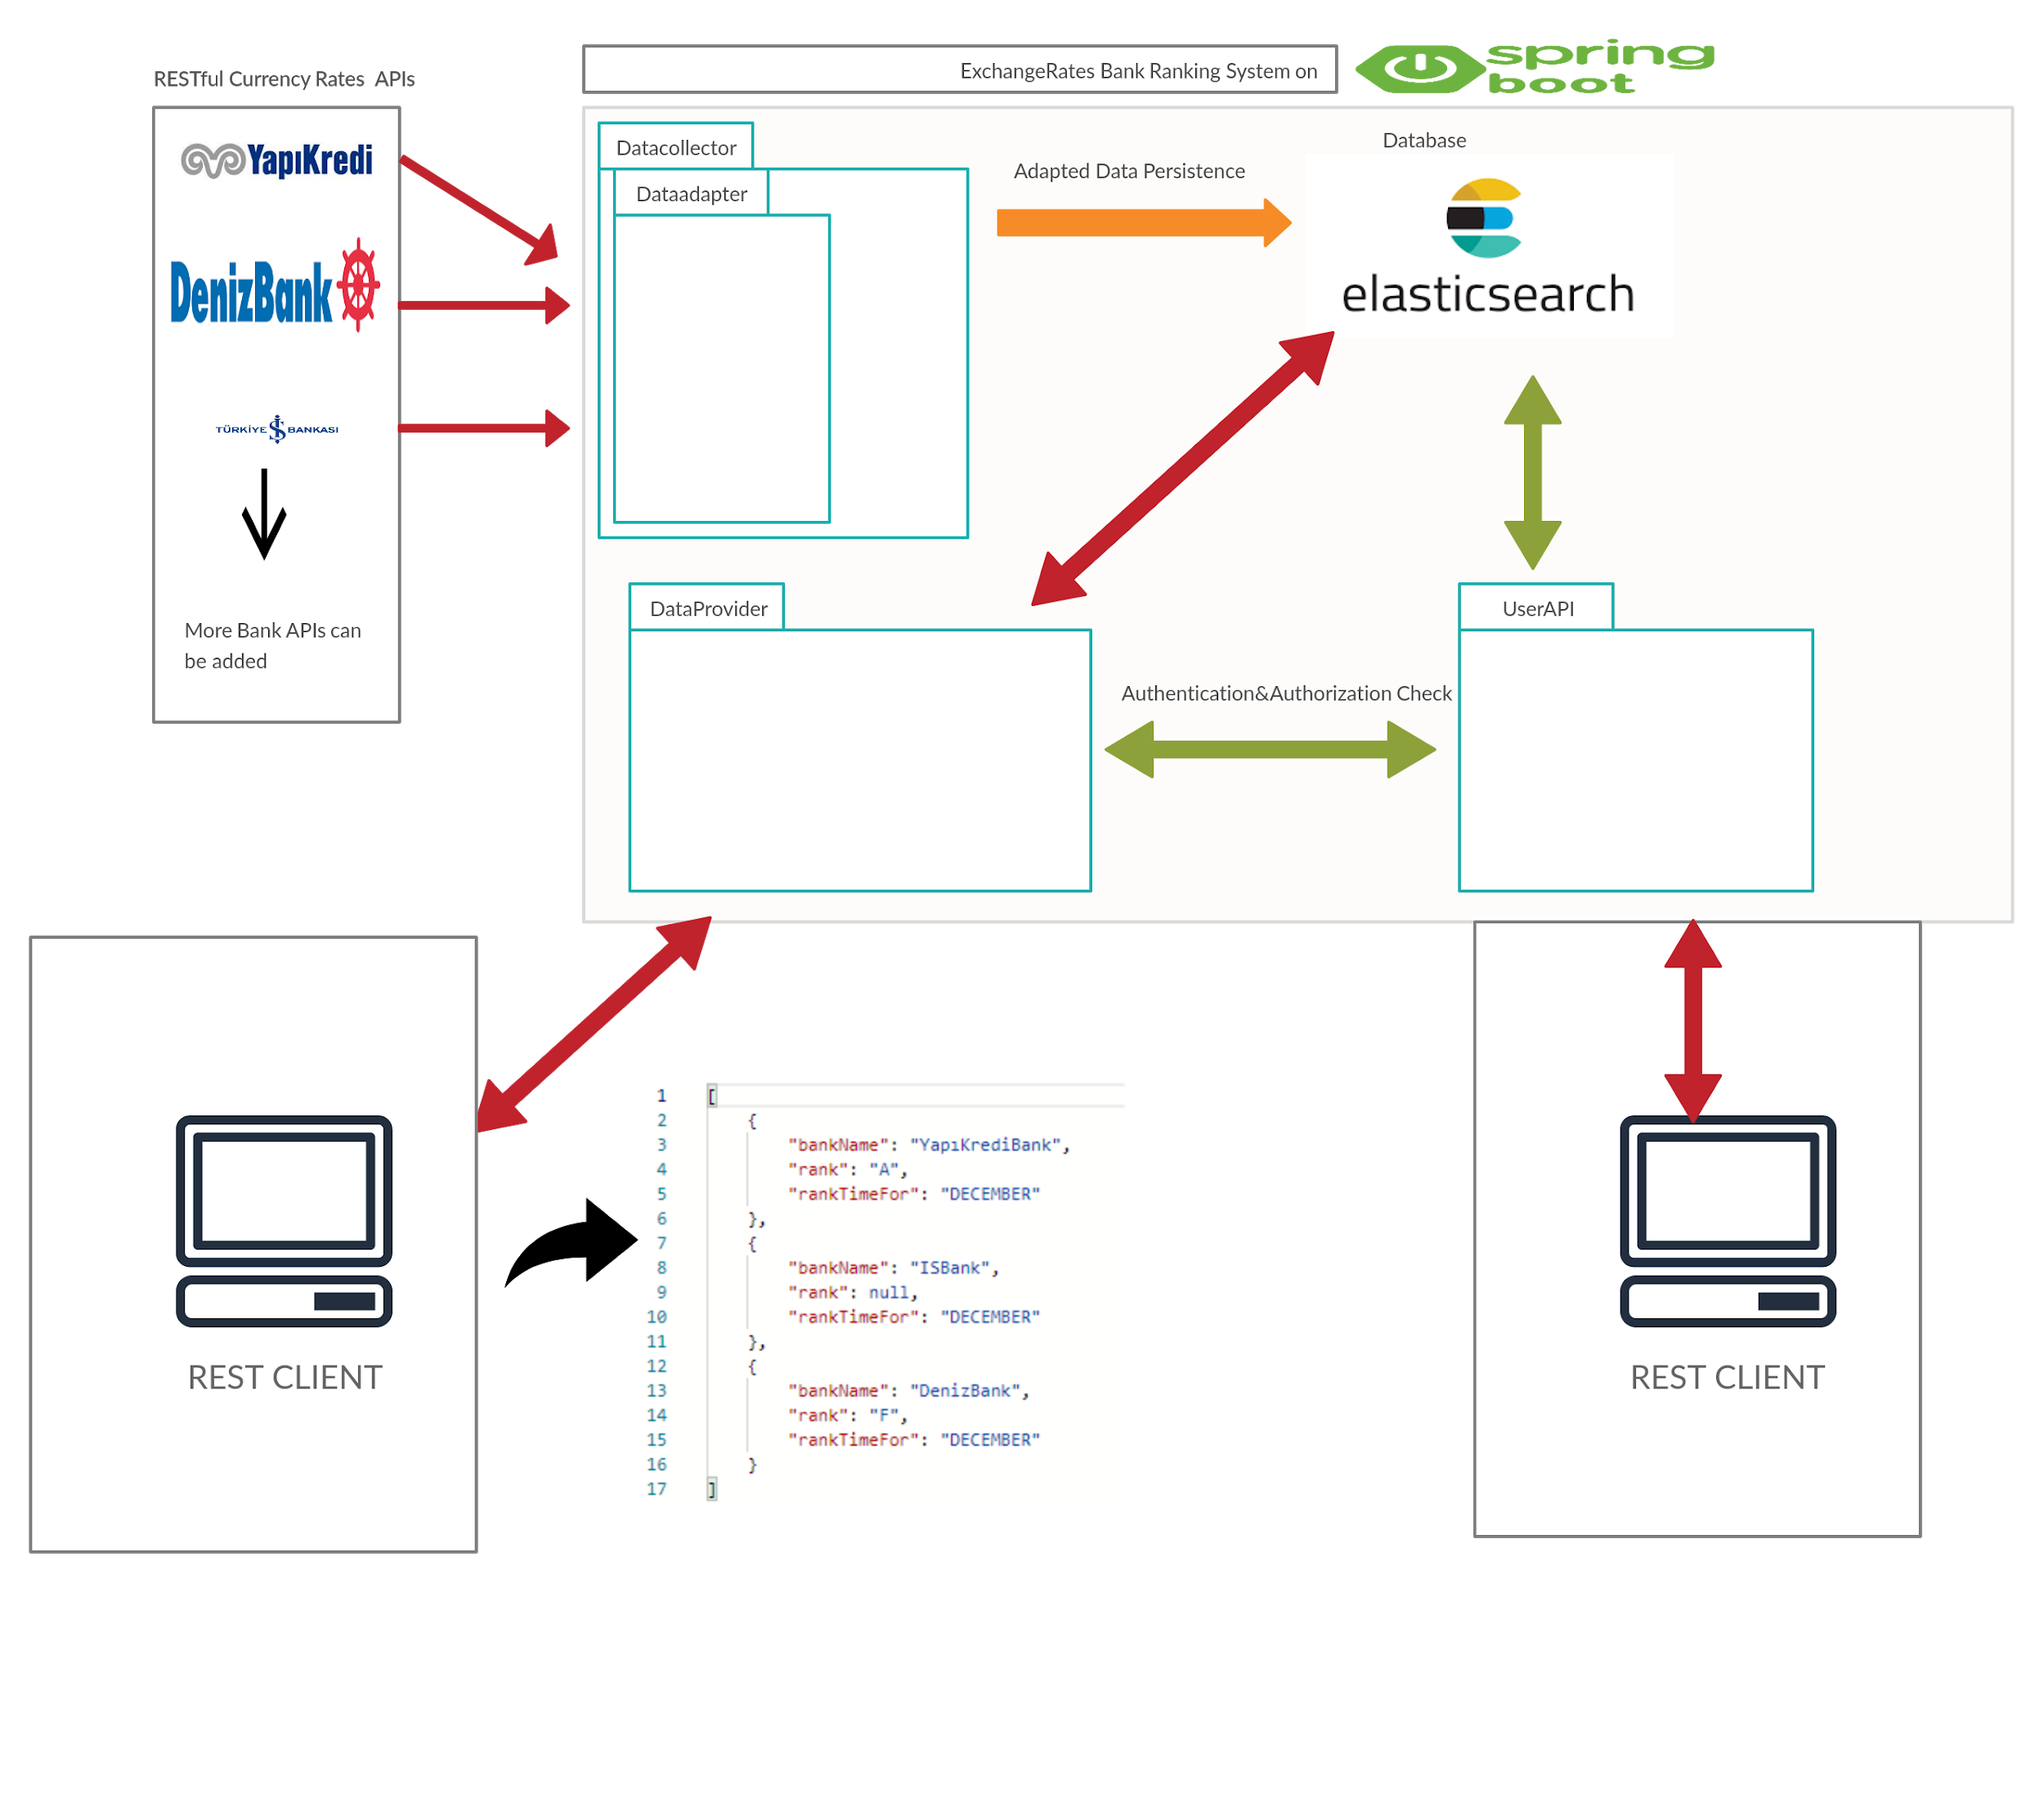 RESTful Currency Rates  APIs
YapıKredi
DenizBank
TÜRKİYE İŞ BANKASI
More Bank APIs can
be added
ExchangeRates Bank Ranking System on
spring
boot
Datacollector
Dataadapter
Adapted Data Persistence
Database
elasticsearch
DataProvider
UserAPI
Authentication&Authorization Check
REST CLIENT
1 [
2 {
3 "bankName": "YapıKrediBank",
4 "rank": "A",
5 "rankTimeFor": "DECEMBER"
6 },
7 {
8 "bankName": "ISBank",
9 "rank": null,
10 "rankTimeFor": "DECEMBER"
11 },
12 {
13 "bankName": "DenizBank",
14 "rank": "F",
15 "rankTimeFor": "DECEMBER"
16 }
17 ]
REST CLIENT